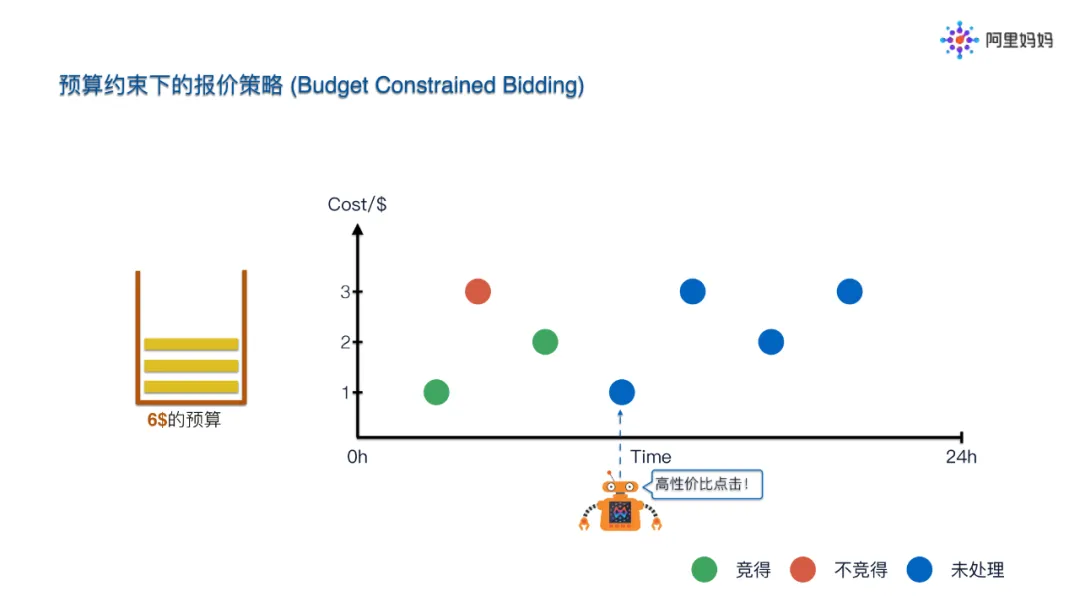 阿里妈妈
预算约束下的报价策略 (Budget Constrained Bidding)
Cost/$
3
2
1
6$的预算
0h
Time
24h
高性价比点击！
竞得
不竞得
未处理